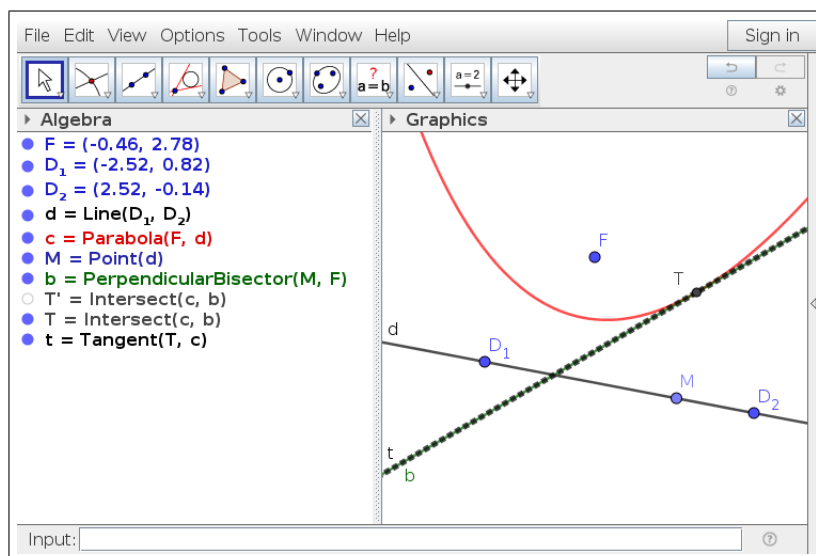 File Edit View Options Tools Window Help
Sign in
?
a=b
a=2
Algebra
Graphics
F = (-0.46, 2.78)
D₁ = (-2.52, 0.82)
D₂ = (2.52, -0.14)
d = Line(D₁, D₂)
c = Parabola(F, d)
M = Point(d)
b = PerpendicularBisector(M, F)
T' = Intersect(c, b)
T = Intersect(c, b)
t = Tangent(T, c)
F
T
d
D₁
M
D₂
t
b
Input: